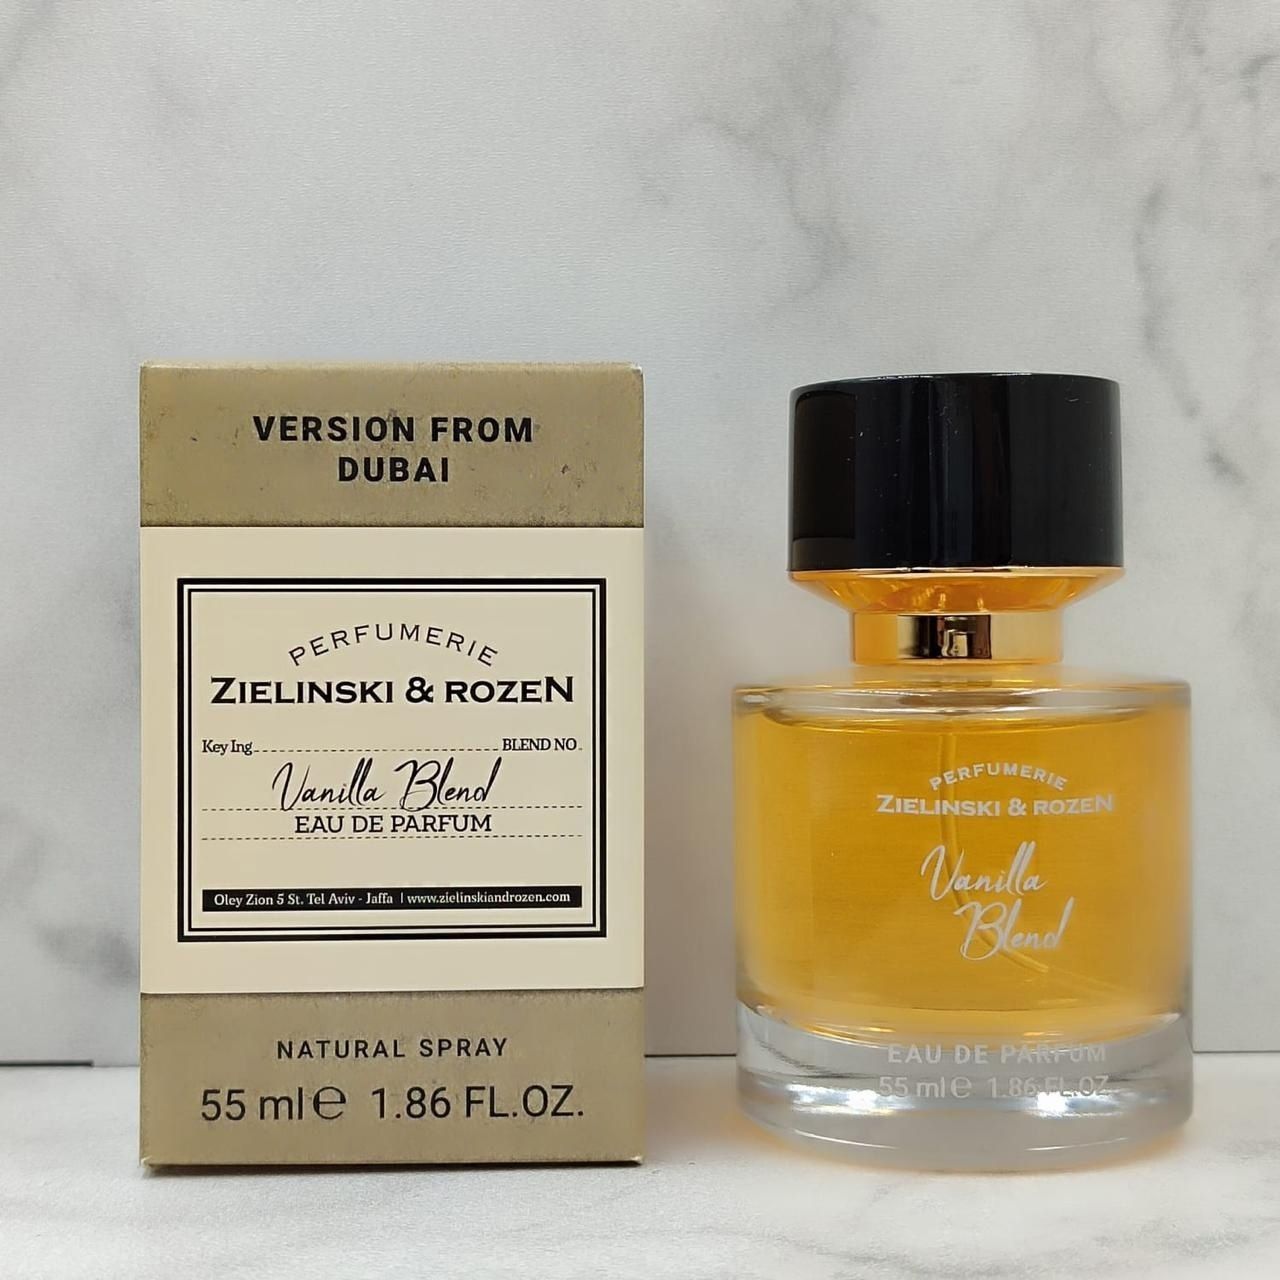 VERSION FROM
DUBAI
PERFUMERIE
ZIELINSKI & ROZEN
Key Ing BLEND NO
Vanilla Blend
EAU DE PARFUM
Oley Zion 5 St. Tel Aviv - Jaffa | www.zielinskiandrozen.com
NATURAL SPRAY
55 ml℮ 1.86 FL.OZ.
PERFUMERIE
ZIELINSKI & ROZEN
Vanilla
Blend
EAU DE PARFUM
55 ml℮ 1.86 FL.OZ.